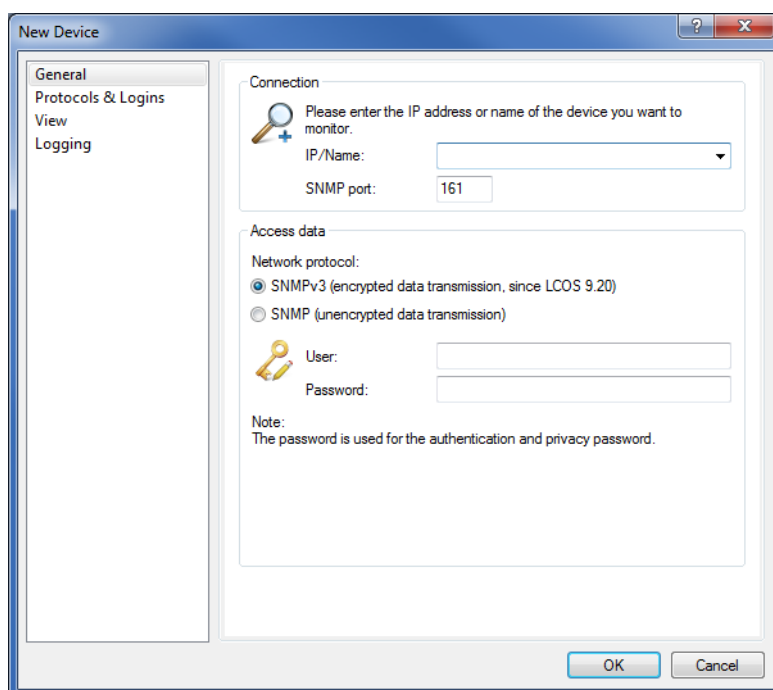 New Device
?
General
Protocols & Logins
View
Logging
Connection
Please enter the IP address or name of the device you want to
monitor.
IP/Name:
SNMP port: 161
Access data
Network protocol:
SNMPv3 (encrypted data transmission, since LCOS 9.20)
SNMP (unencrypted data transmission)
User:
Password:
Note:
The password is used for the authentication and privacy password.
OK Cancel